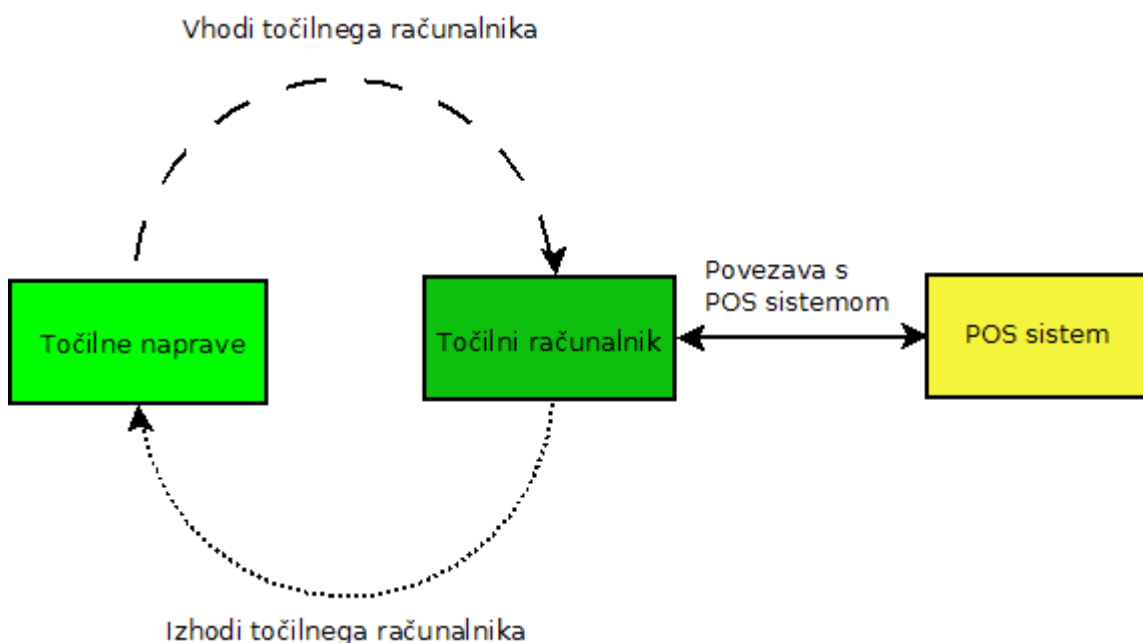 Vhodi točilnega računalnika
Povezava s
POS sistemom
Točilne naprave
Točilni računalnik
POS sistem
Izhodi točilnega računalnika